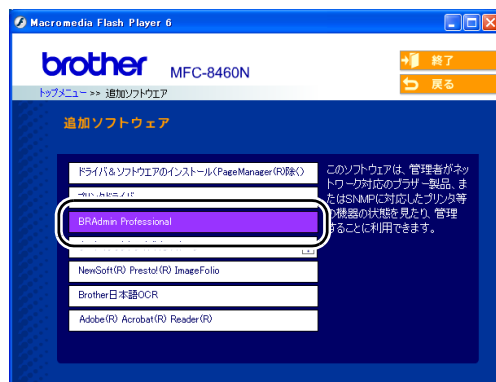 Macromedia Flash Player 6
brother
MFC-8460N
終了
戻る
トップメニュー >> 追加ソフトウエア
追加ソフトウェア
ドライバ&ソフトウエアのインストール(PageManager(R)除く)
BRAdmin Professional
NewSoft(R) Presto!(R) ImageFolio
Brother日本語OCR
Adobe(R) Acrobat(R) Reader(R)
このソフトウェアは、管理者がネッ
トワーク対応のブラザー製品、ま
たはSNMPに対応したプリンタ等
の機器の状態を見たり、管理
することに利用できます。